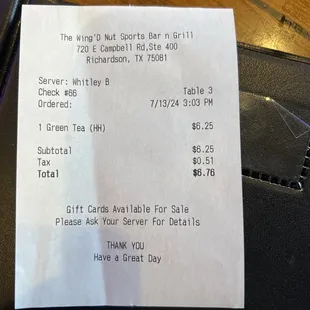 The Wing'D Nut Sports Bar n Grill
720 E Campbell Rd,Ste 400
Richardson, TX 75081
Server: Whitley B
Check #66 Table 3
Ordered: 7/13/24 3:03 PM
1 Green Tea (HH) $6.25
Subtotal $6.25
Tax $0.51
Total $6.76
Gift Cards Available For Sale
Please Ask Your Server For Details
THANK YOU
Have a Great Day